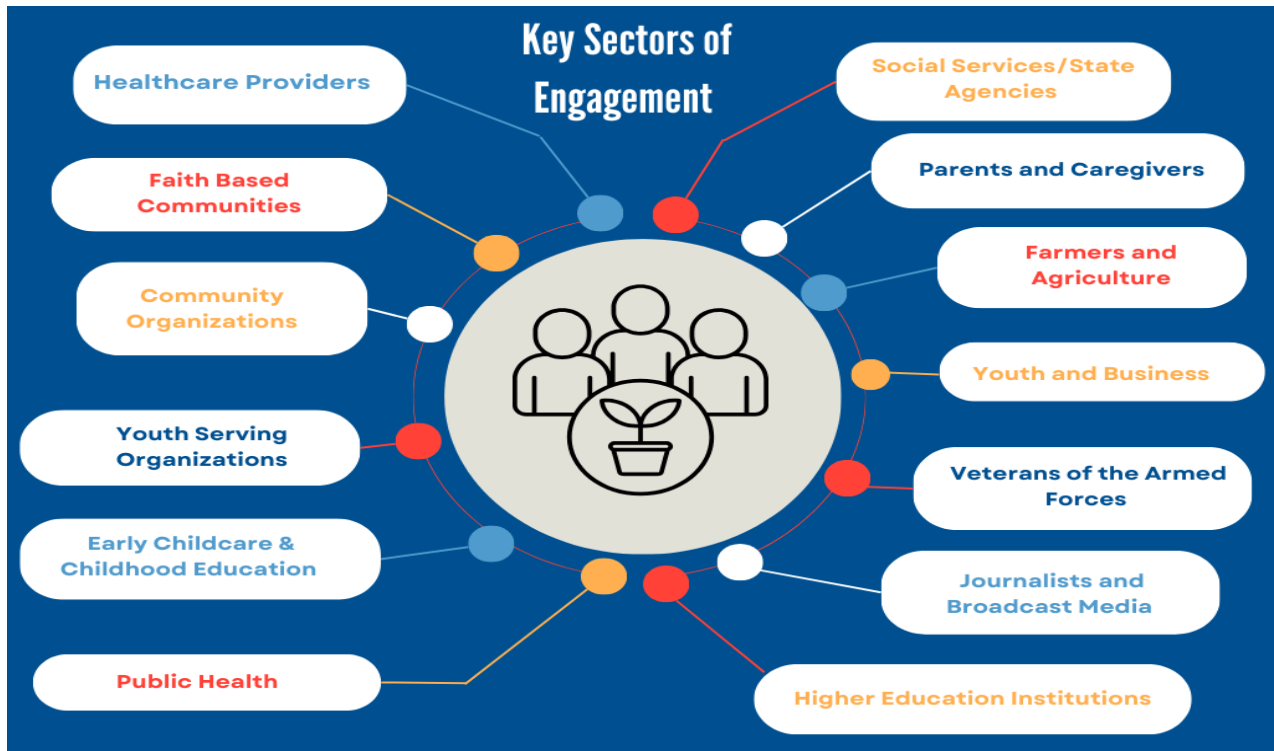 Key Sectors of
Engagement
Healthcare Providers
Faith Based
Communities
Community
Organizations
Youth Serving
Organizations
Early Childcare &
Childhood Education
Public Health
Social Services/State
Agencies
Parents and Caregivers
Farmers and
Agriculture
Youth and Business
Veterans of the Armed
Forces
Journalists and
Broadcast Media
Higher Education Institutions